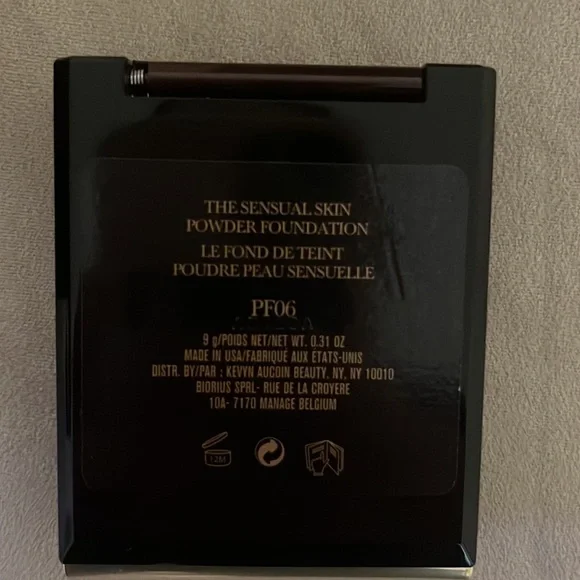 THE SENSUAL SKIN
POWDER FOUNDATION
LE FOND DE TEINT
POUDRE PEAU SENSUELLE
PF06
9 g/POIDS NET/NET WT. 0.31 OZ
MADE IN USA/FABRIQUÉ AUX ETATS-UNIS
DISTR. BY/PAR : KEVYN AUCOIN BEAUTY, NY, NY 10010
BIORIUS SPRL- RUE DE LA CROYERE
10A- 7170 MANAGE BELGIUM
12M